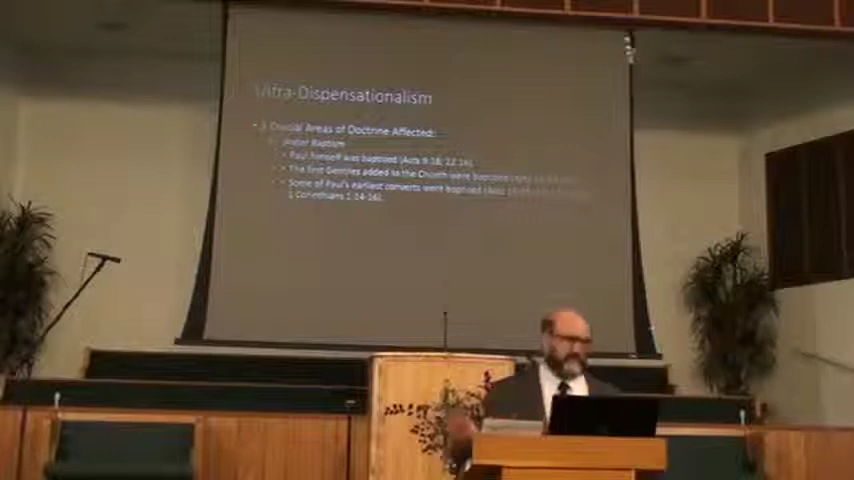 Ultra-Dispensationalism
• 3 Crucial Areas of Doctrine Affected:
Water Baptism
• Paul himself was baptized (Acts 9:18; 22:16).
• The first Gentiles added to the Church were baptized (Acts
• Some of Paul's earliest converts were baptized (Acts
1 Corinthians 1:14-16).